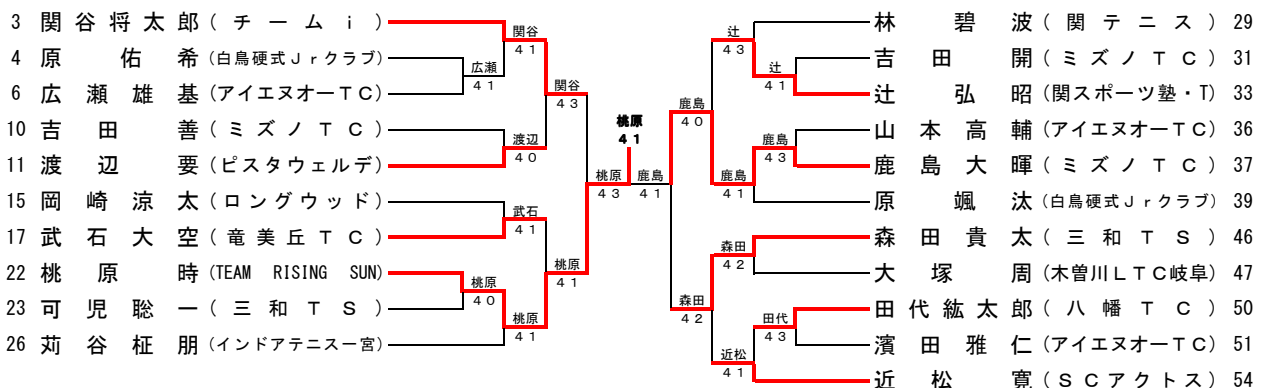 3 関谷将太郎(チームi)
4 原佑希(白鳥硬式Jrクラブ)
6 広瀬雄基(アイエヌオーTC)
10 吉田善(ミズノTC)
11 渡辺要(ピスタウェルデ)
15 岡崎涼太(ロングウッド)
17 武石大空(竜美丘TC)
22 桃原時(TEAM RISING SUN)
23 可児聡一(三和TS)
26 苅谷柾朋(インドアテニス一宮)
関谷
41
広瀬
41
関谷
43
渡辺
40
武石
41
桃原
40
桃原
41
桃原
41
桃原
43
桃原
41
鹿島
41
鹿島
40
森田
42
辻
43
辻
41
鹿島
43
鹿島
41
森田
42
田代
43
近松
41
林碧波(関テニス) 29
吉田開(ミズノTC) 31
辻弘昭(関スポーツ塾・T) 33
山本高輔(アイエヌオーTC) 36
鹿島大暉(ミズノTC) 37
原颯汰(白鳥硬式Jrクラブ) 39
森田貴太(三和TS) 46
大塚周(木曽川LTC岐阜) 47
田代紘太郎(八幡TC) 50
濱田雅仁(アイエヌオーTC) 51
近松寛(SCアクトス) 54